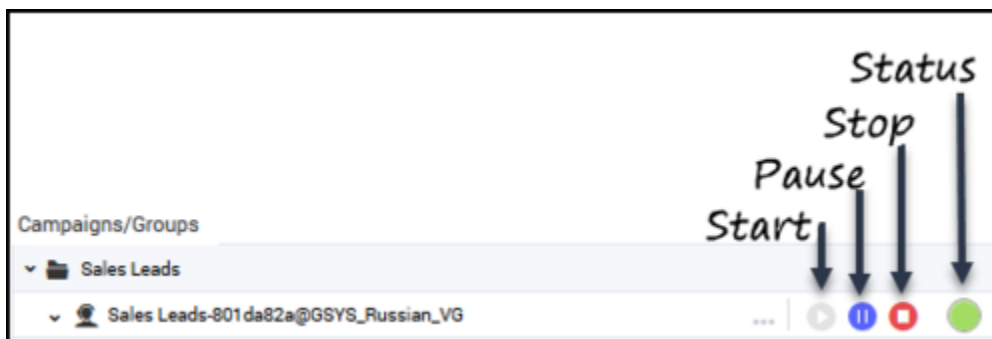 Status
Stop
Pause
Start
Campaigns/Groups
Sales Leads
Sales Leads-801da82a@GSYS_Russian_VG
...